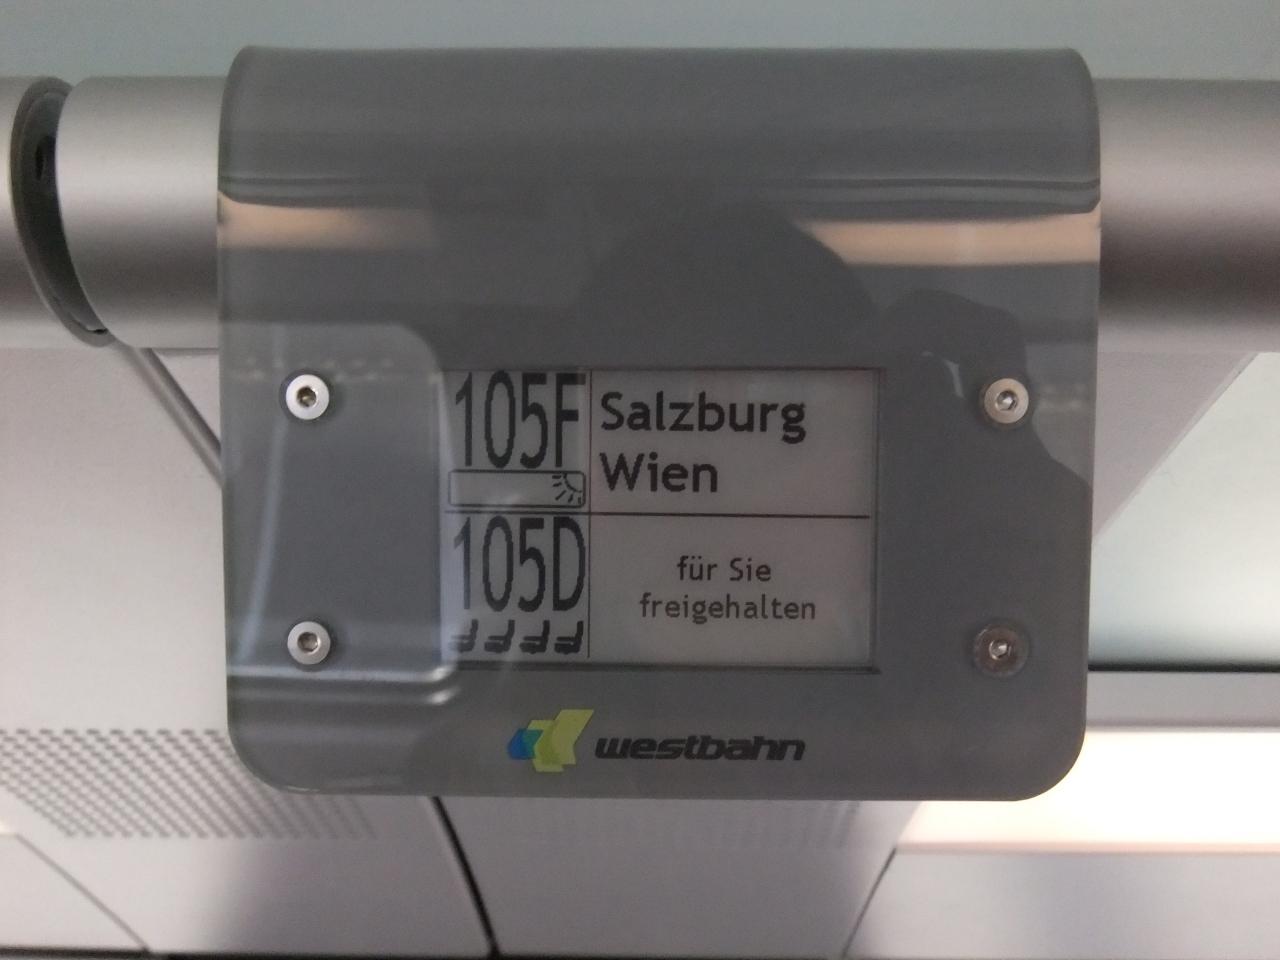 105F
Salzburg
Wien
105D
für Sie
freigehalten
westbahn